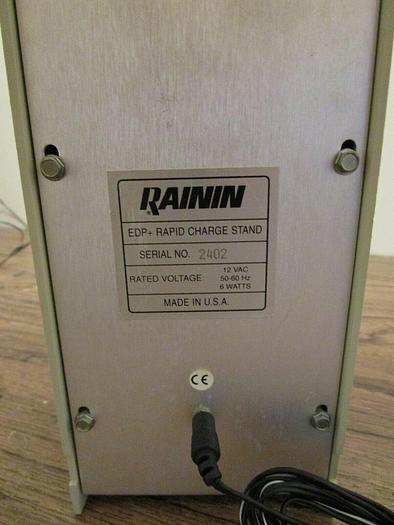 RAININ
®
EDP+ RAPID CHARGE STAND
SERIAL NO. 2402
RATED VOLTAGE: 12 VAC
50-60 Hz
6 WATTS
MADE IN U.S.A.
CE